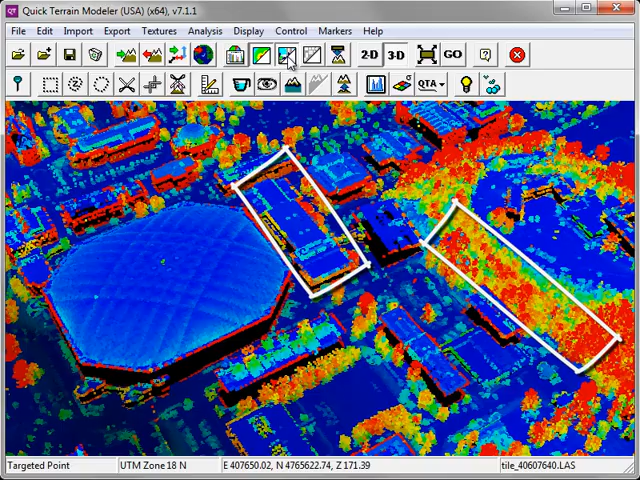 QT Quick Terrain Modeler (USA) (x64), v7.1.1
File Edit Import Export Textures Analysis Display Control Markers Help
2-D 3-D GO
QTA
Targeted Point UTM Zone 18 N E 407650.02, N 4765622.74, Z 171.39 tile_40607640.LAS